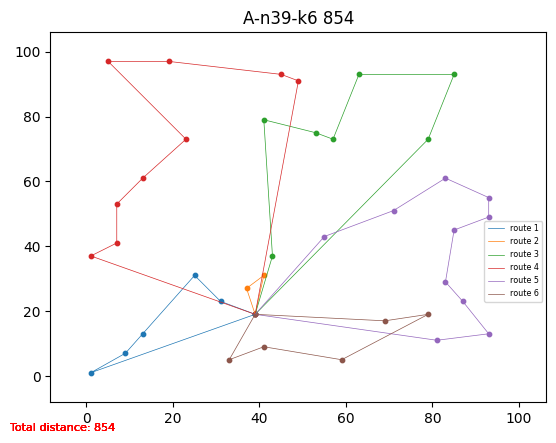 A-n39-k6 854
100
80
60
40
20
0
route 1
route 2
route 3
route 4
route 5
route 6
0 20 40 60 80 100
Total distance: 854